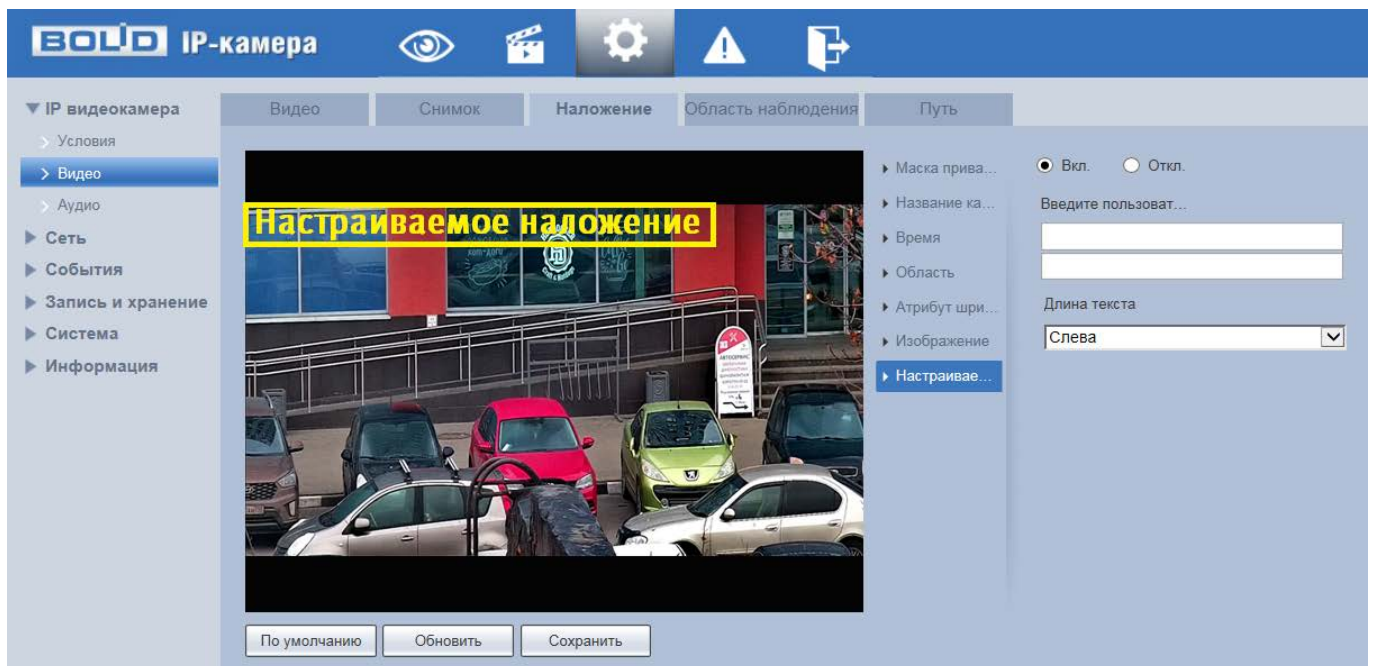 BOLID IP-камера
IP видеокамера
Условия
Видео
Аудио
Сеть
События
Запись и хранение
Система
Информация
Видео
Снимок
Наложение
Область наблюдения
Путь
Настраиваемое наложение
АВТОСЕРВИС
Маска прива...
Название ка...
Время
Область
Атрибут шри...
Изображение
Настраивае...
Вкл.
Откл.
Введите пользоват...
Длина текста
Слева
По умолчанию
Обновить
Сохранить